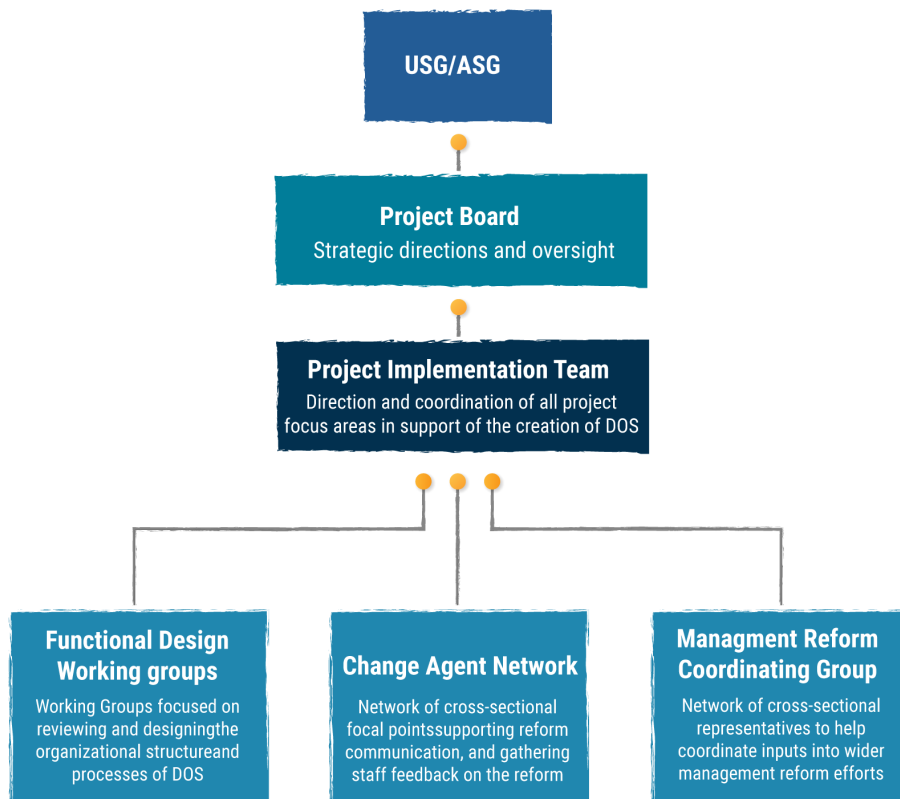 USG/ASG
Project Board
Strategic directions and oversight
Project Implementation Team
Direction and coordination of all project
focus areas in support of the creation of DOS
Functional Design
Working groups
Working Groups focused on
reviewing and designingthe
organizational structureand
processes of DOS
Change Agent Network
Network of cross-sectional
focal pointssupporting reform
communication, and gathering
staff feedback on the reform
Managment Reform
Coordinating Group
Network of cross-sectional
representatives to help
coordinate inputs into wider
management reform efforts